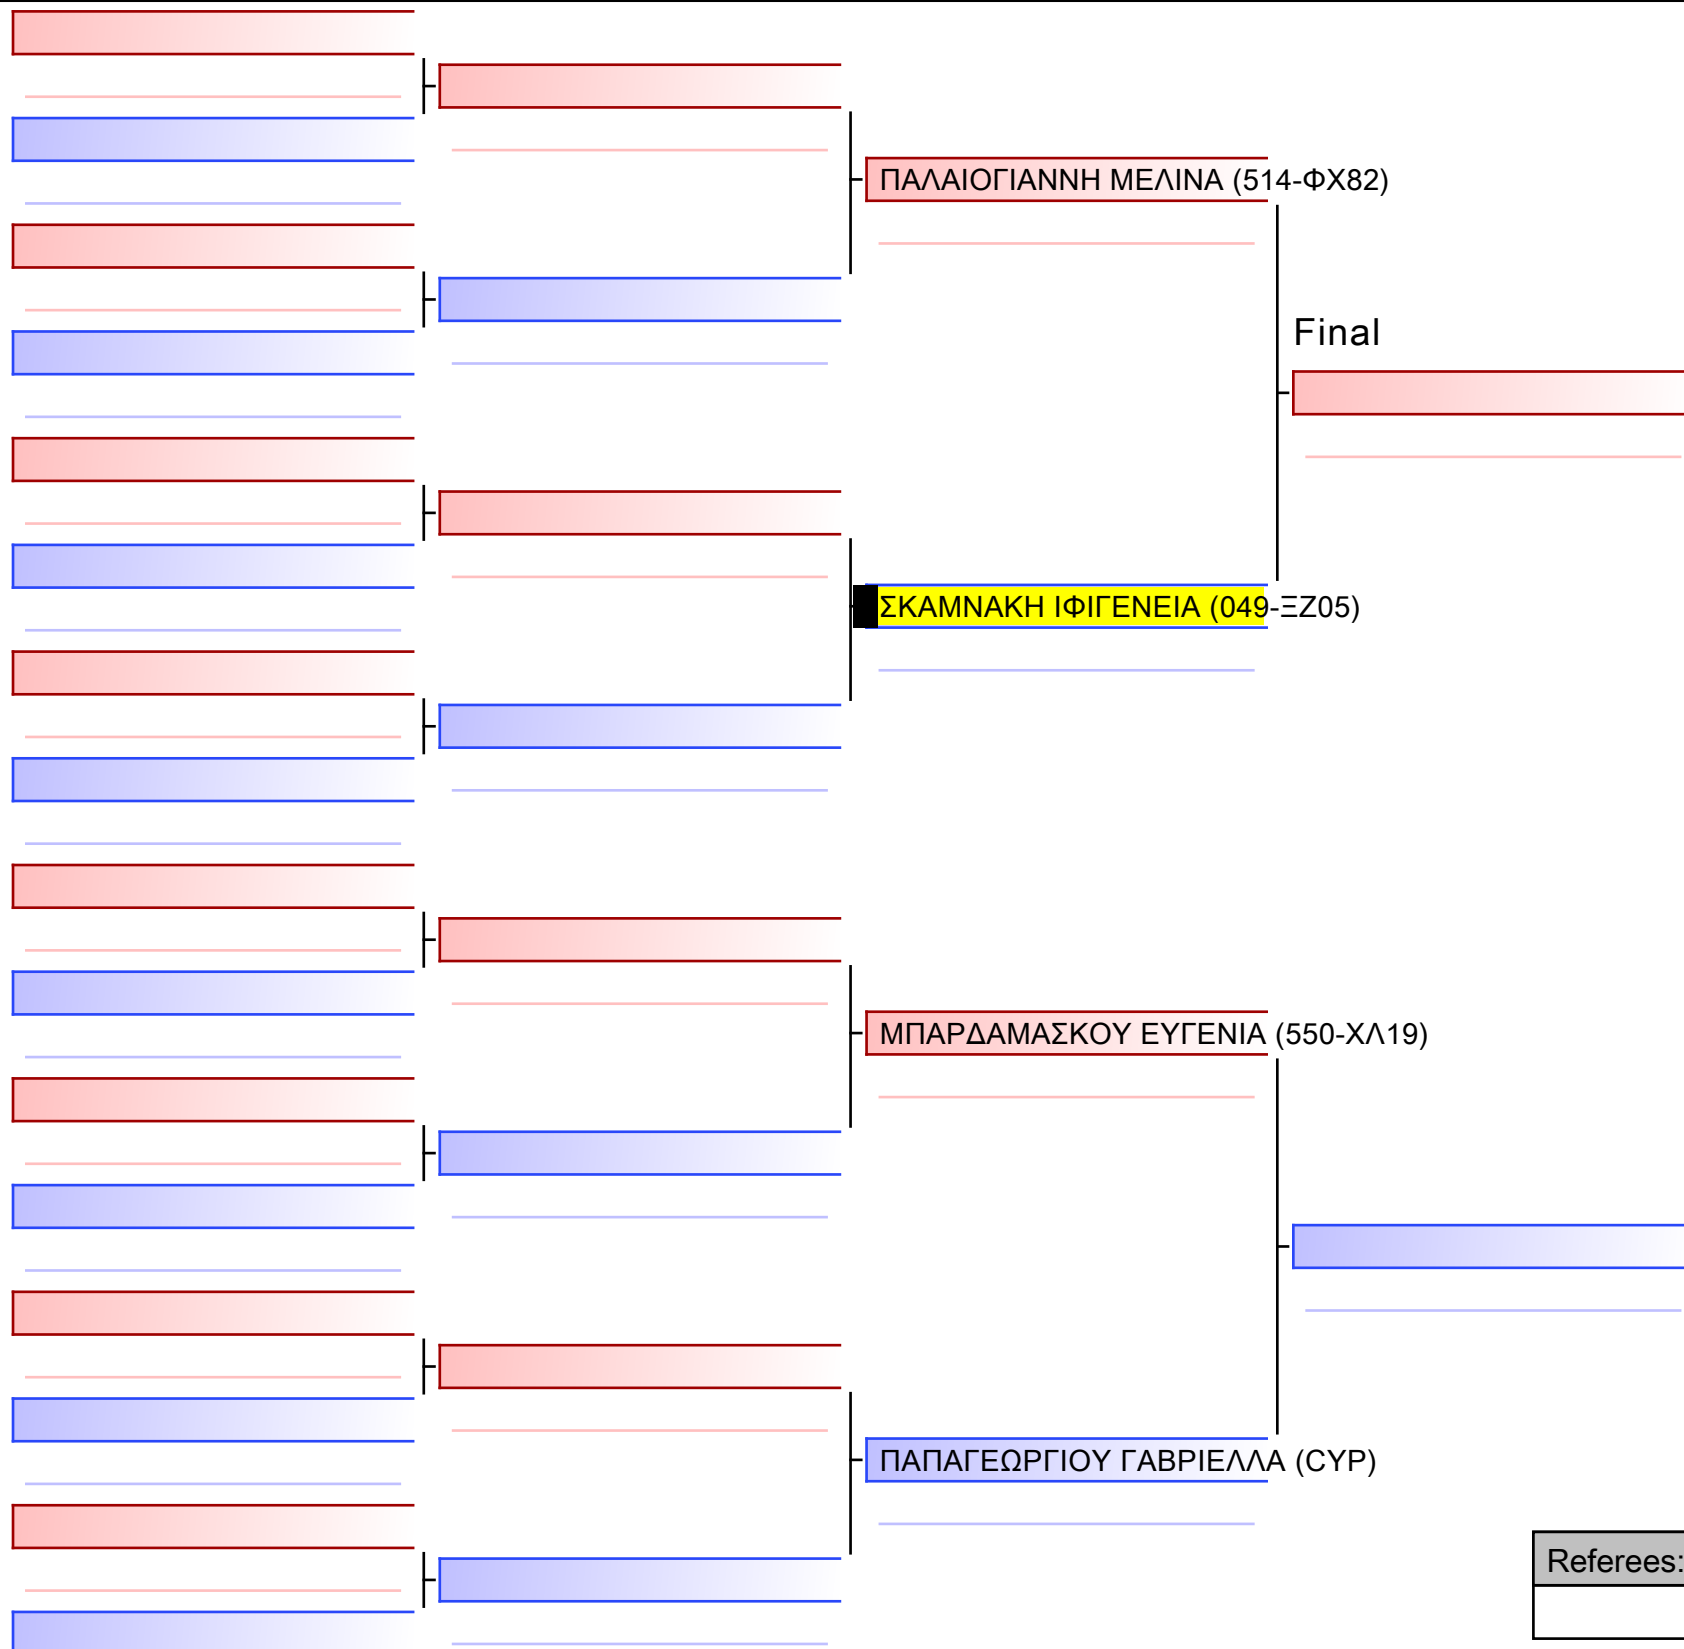 ΠΑΛΑΙΟΓΙΑΝΝΗ ΜΕΛΙΝΑ (514-ΦΧ82)
Final
ΣΚΑΜΝΑΚΗ ΙΦΙΓΕΝΕΙΑ (049-ΞΖ05)
ΜΠΑΡΔΑΜΑΣΚΟΥ ΕΥΓΕΝΙΑ (550-ΧΛ19)
ΠΑΠΑΓΕΩΡΓΙΟΥ ΓΑΒΡΙΕΛΛΑ (CYP)
Referees: